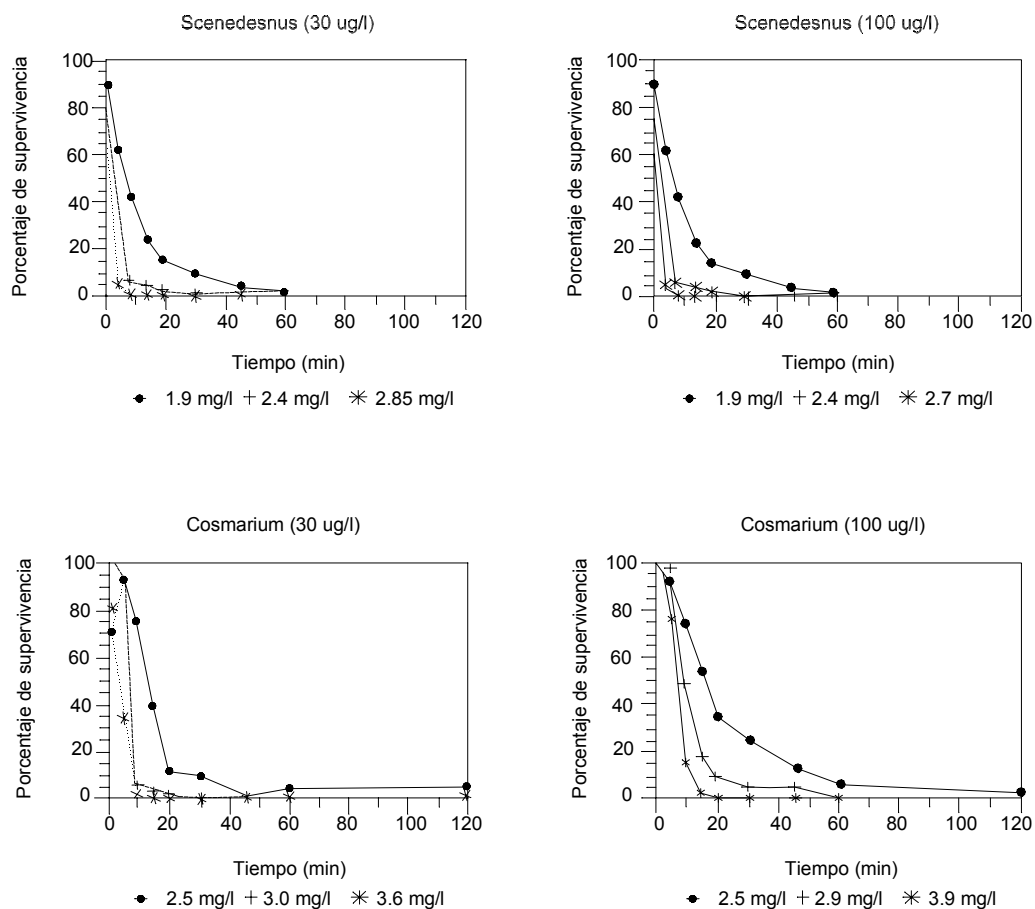 Scenedesnus (30 ug/l)
Porcentaje de supervivencia
100
80
60
40
20
0
0 20 40 60 80 100 120
Tiempo (min)
1.9 mg/l 2.4 mg/l 2.85 mg/l
Scenedesnus (100 ug/l)
Porcentaje de supervivencia
100
80
60
40
20
0
0 20 40 60 80 100 120
Tiempo (min)
1.9 mg/l 2.4 mg/l 2.7 mg/l
Cosmarium (30 ug/l)
Porcentaje de supervivencia
100
80
60
40
20
0
0 20 40 60 80 100 120
Tiempo (min)
2.5 mg/l 3.0 mg/l 3.6 mg/l
Cosmarium (100 ug/l)
Porcentaje de supervivencia
100
80
60
40
20
0
0 20 40 60 80 100 120
Tiempo (min)
2.5 mg/l 2.9 mg/l 3.9 mg/l